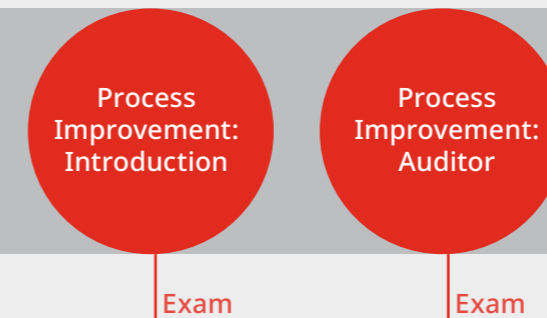 Process
Improvement:
Introduction
Process
Improvement:
Auditor
Exam
Exam